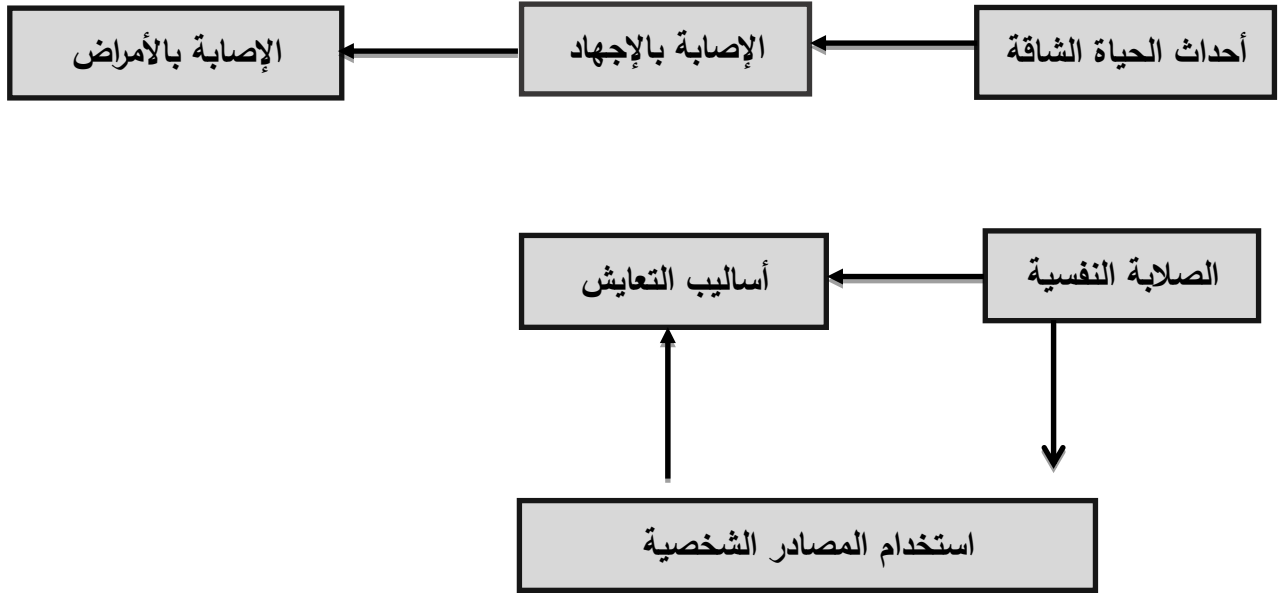 أحداث الحياة الشاقة
الإصابة بالإجهاد
الإصابة بالأمراض
الصلابة النفسية
أساليب التعايش
استخدام المصادر الشخصية